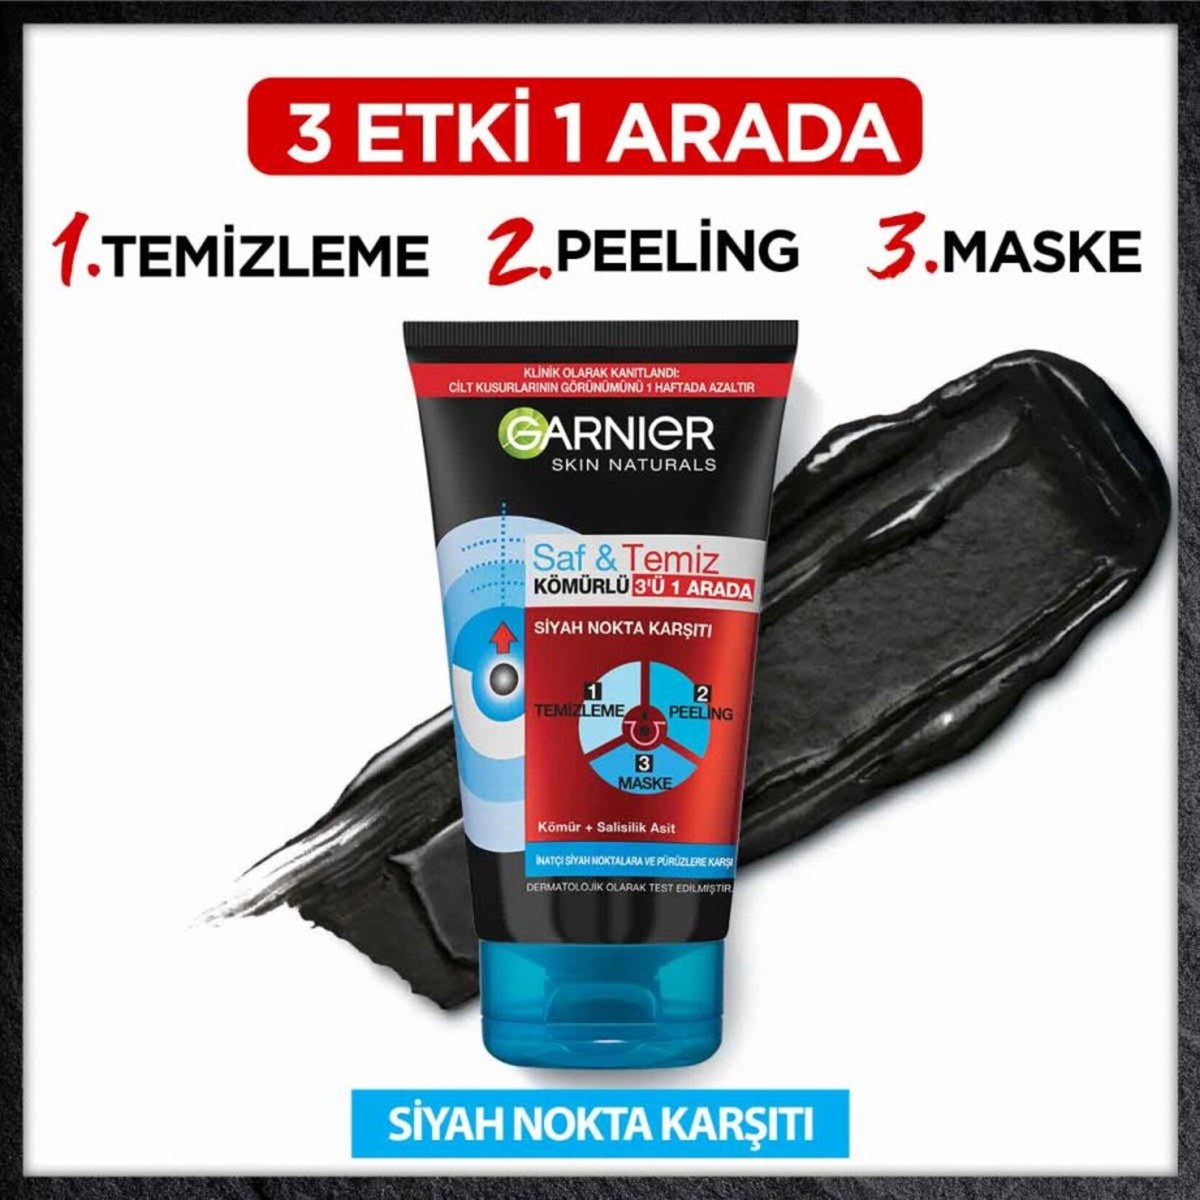 3 ETKİ 1 ARADA
1.TEMİZLEME 2.PEELİNG 3.MASKE
KLİNİK OLARAK KANITLANDI:
CİLT KUSURLARININ GÖRÜNÜMÜNÜ 1 HAFTADA AZALTIR
GARNIER
SKIN NATURALS
Saf & Temiz
KÖMÜRLÜ 3'Ü 1 ARADA
SİYAH NOKTA KARŞITI
1 2
TEMİZLEME PEELING
3
MASKE
Kömür + Salisilik Asit
İNATÇI SİYAH NOKTALARA VE PÜRÜZLERE KARŞI
DERMATOLOJİK OLARAK TEST EDİLMİŞTİR.
SİYAH NOKTA KARŞITI